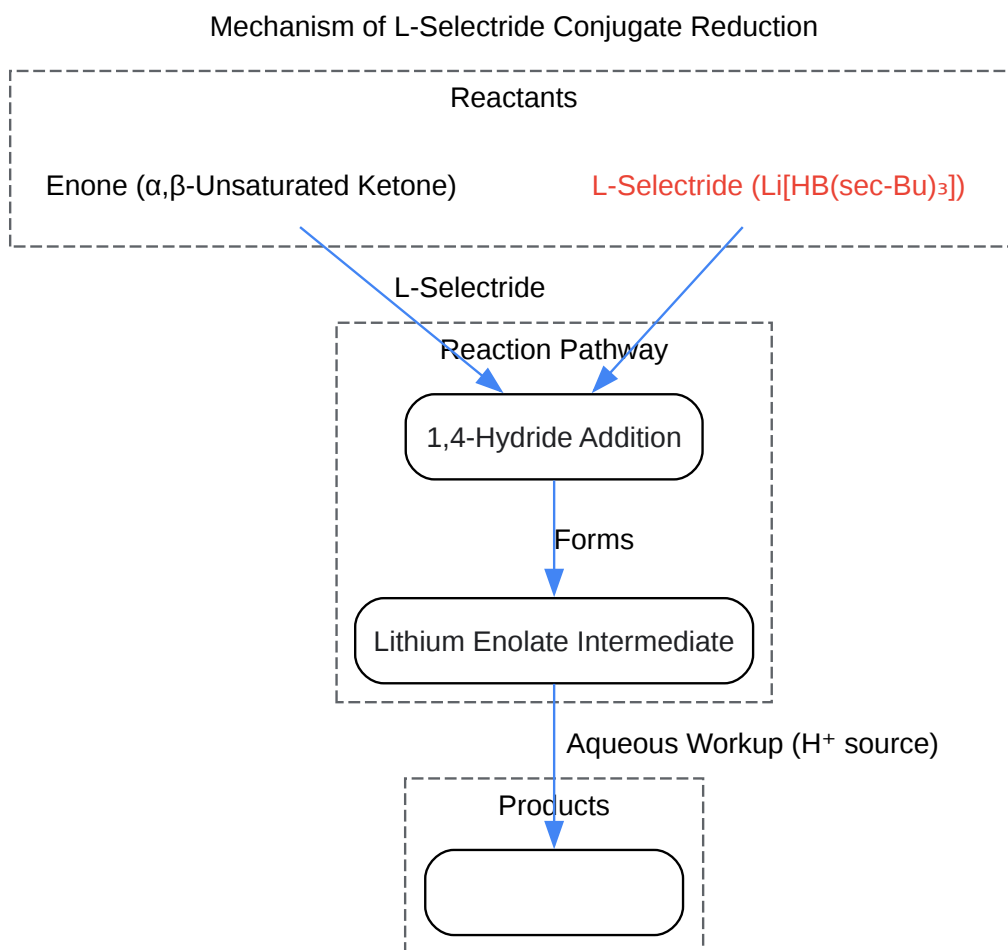 Mechanism of L-Selectride Conjugate Reduction
Reactants
Enone (α,β-Unsaturated Ketone)
L-Selectride (Li[HB(sec-Bu)₃])
L-Selectride
Reaction Pathway
1,4-Hydride Addition
Forms
Lithium Enolate Intermediate
Aqueous Workup (H⁺ source)
Products